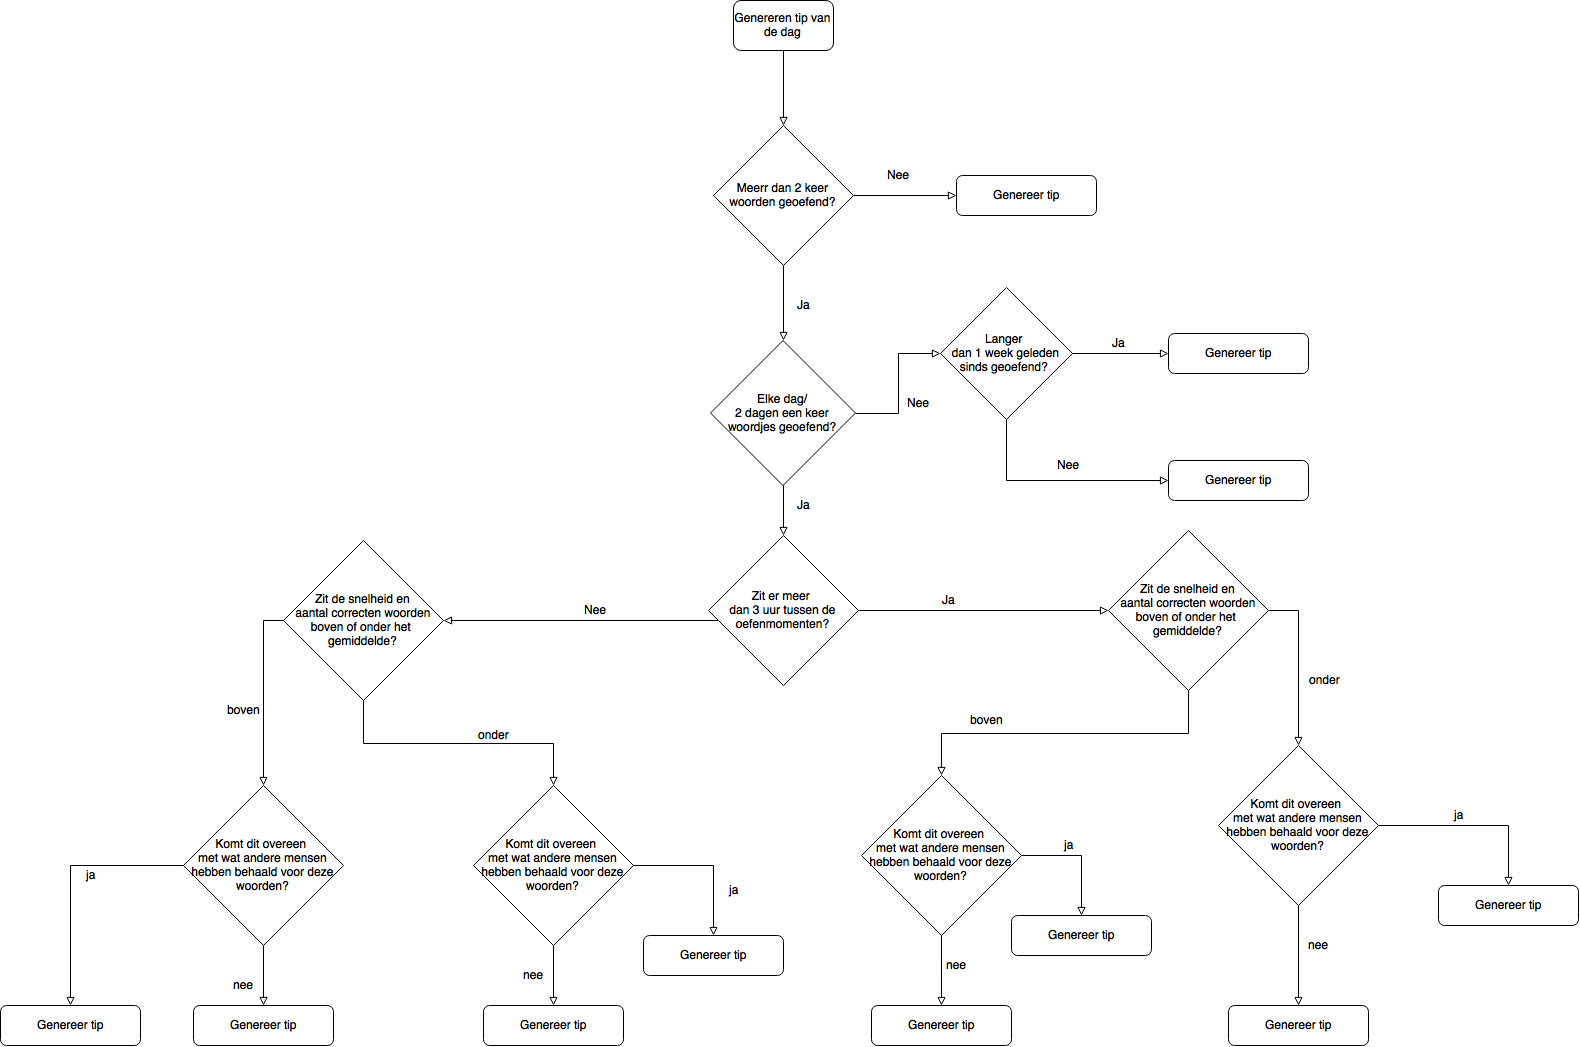 Genereren tip van
de dag
Meerr dan 2 keer
woorden geoefend?
Nee
Genereer tip
Ja
Langer
dan 1 week geleden
sinds geoefend?
Ja
Genereer tip
Elke dag/
2 dagen een keer
woordjes geoefend?
Nee
Nee
Genereer tip
Ja
Zit er meer
dan 3 uur tussen de
oefenmomenten?
Nee
Ja
Zit de snelheid en
aantal correcten woorden
boven of onder het
gemiddelde?
Zit de snelheid en
aantal correcten woorden
boven of onder het
gemiddelde?
boven
onder
boven
onder
Komt dit overeen
met wat andere mensen
hebben behaald voor deze
woorden?
Komt dit overeen
met wat andere mensen
hebben behaald voor deze
woorden?
Komt dit overeen
met wat andere mensen
hebben behaald voor deze
woorden?
Komt dit overeen
met wat andere mensen
hebben behaald voor deze
woorden?
ja
ja
ja
ja
Genereer tip
Genereer tip
Genereer tip
nee
nee
nee
nee
Genereer tip
Genereer tip
Genereer tip
Genereer tip
Genereer tip